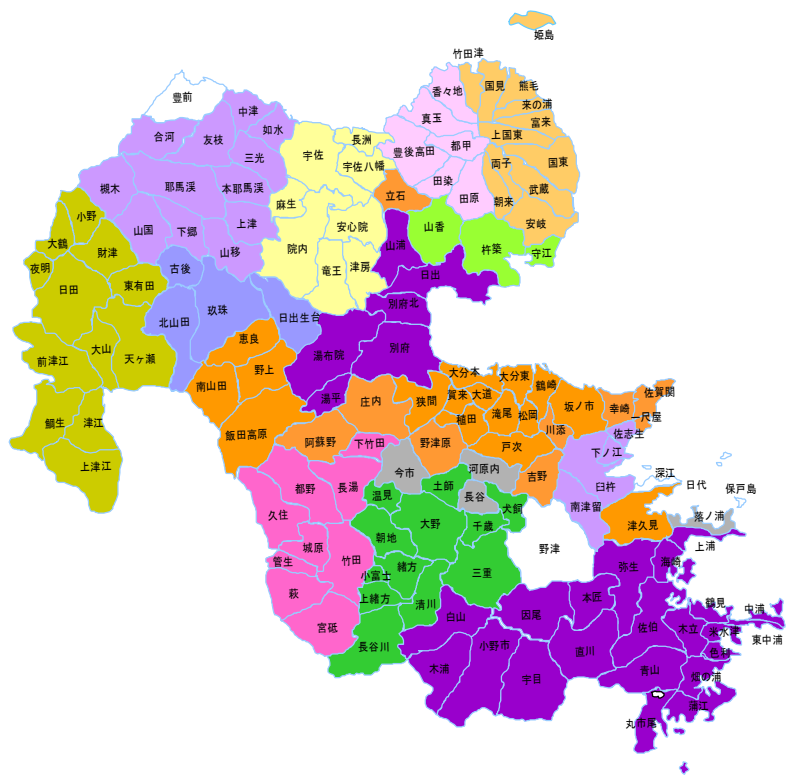 姫島
竹田津
国見
熊毛
香々地
来の浦
豊前
中津
真玉
富来
合河
友枝
如水
長洲
上国東
宇佐
豊後高田
都甲
三光
宇佐八幡
両子
国東
田染
槻木
耶馬渓
本耶馬渓
武蔵
立石
田原
朝来
麻生
小野
上津
安岐
山国
下郷
安心院
山香
大鶴
山浦
院内
杵築
財津
山移
守江
夜明
古後
津房
竜王
日出
東有田
日田
別府北
玖珠
日出生台
北山田
恵良
大山
別府
湯布院
天ヶ瀬
前津江
野上
大分本
大分東
南山田
鶴崎
佐賀関
賀来
大道
湯平
庄内
狭間
坂ノ市
幸崎
滝尾
松岡
一尺屋
鯛生
津江
稙田
川添
飯田高原
佐志生
阿蘇野
下竹田
野津原
戸次
下ノ江
上津江
河原内
深江
今市
吉野
日代
土師
臼杵
保戸島
都野
長湯
温見
長谷
南津留
犬飼
久住
落ノ浦
大野
千歳
津久見
朝地
城原
野津
上浦
管生
竹田
緒方
弥生
海崎
小富士
三重
萩
上緒方
本匠
清川
鶴見
中浦
白山
因尾
宮砥
佐伯
木立
米水津
東中浦
長谷川
小野市
直川
色利
木浦
青山
宇目
畑の浦
蒲江
丸市尾